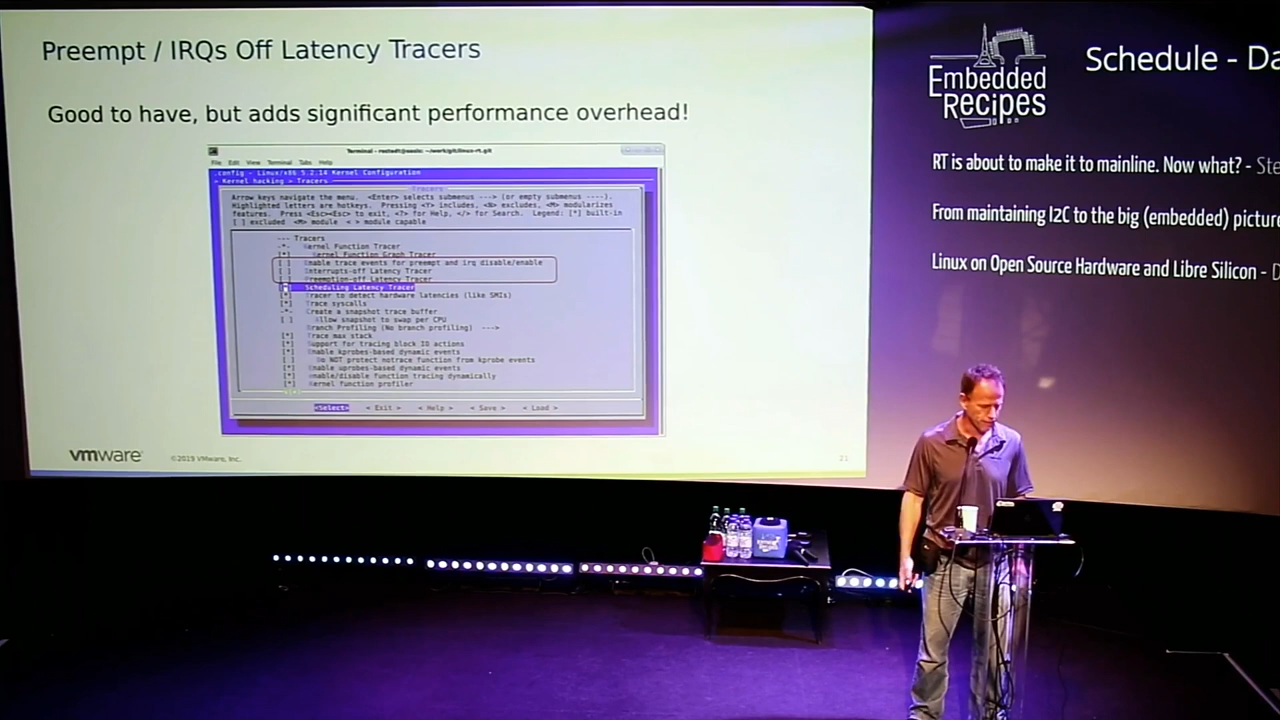 Preempt / IRQs Off Latency Tracers
Good to have, but adds significant performance overhead!
Terminal - rostedt@goliath: ~/work/git/linux-rt.git
File Edit View Terminal Tabs Help
.config - Linux/x86 5.2.14 Kernel Configuration
> Kernel hacking > Tracers
Tracers
Arrow keys navigate the menu. <Enter> selects submenus ---> (or empty submenus ----).
Highlighted letters are hotkeys. Pressing <Y> includes, <N> excludes, <M> modularizes
features. Press <Esc><Esc> to exit, <?> for Help, </> for Search. Legend: [*] built-in
[ ] excluded <M> module < > module capable
--- Tracers
-*- Kernel Function Tracer
[*] Kernel Function Graph Tracer
[ ] Enable trace events for preempt and irq disable/enable
[ ] Interrupts-off Latency Tracer
[ ] Preemption-off Latency Tracer
[*] Scheduling Latency Tracer
[*] Tracer to detect hardware latencies (like SMIs)
[*] Trace syscalls
-*- Create a snapshot trace buffer
[ ] Allow snapshot to swap per CPU
Branch Profiling (No branch profiling) --->
[*] Trace max stack
[*] Support for tracing block IO actions
[*] Enable kprobes-based dynamic events
[ ] Do NOT protect notrace function from kprobe events
[*] Enable uprobes-based dynamic events
[*] enable/disable function tracing dynamically
[*] Kernel function profiler
<Select> < Exit > < Help > < Save > < Load >
vmware
©2019 VMware, Inc.
21
Embedded
Recipes
Schedule - Da
RT is about to make it to mainline. Now what? - Ste
From maintaining I2C to the big (embedded) picture
Linux on Open Source Hardware and Libre Silicon - D